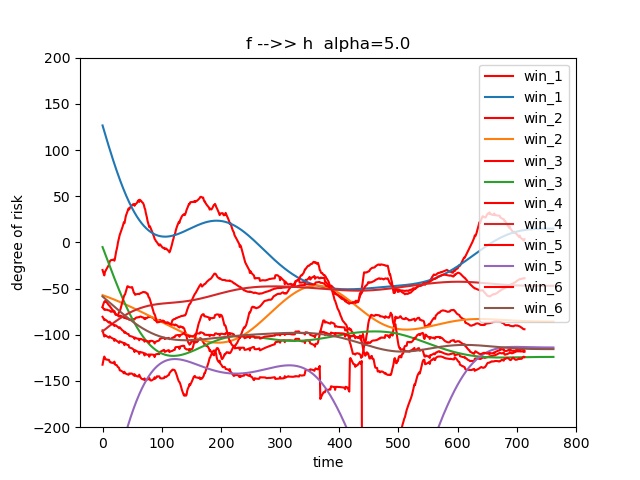 f -->> h  alpha=5.0
degree of risk
200
150
100
50
0
−50
−100
−150
−200
win_1
win_1
win_2
win_2
win_3
win_3
win_4
win_4
win_5
win_5
win_6
win_6
0
100
200
300
400
500
600
700
800
time